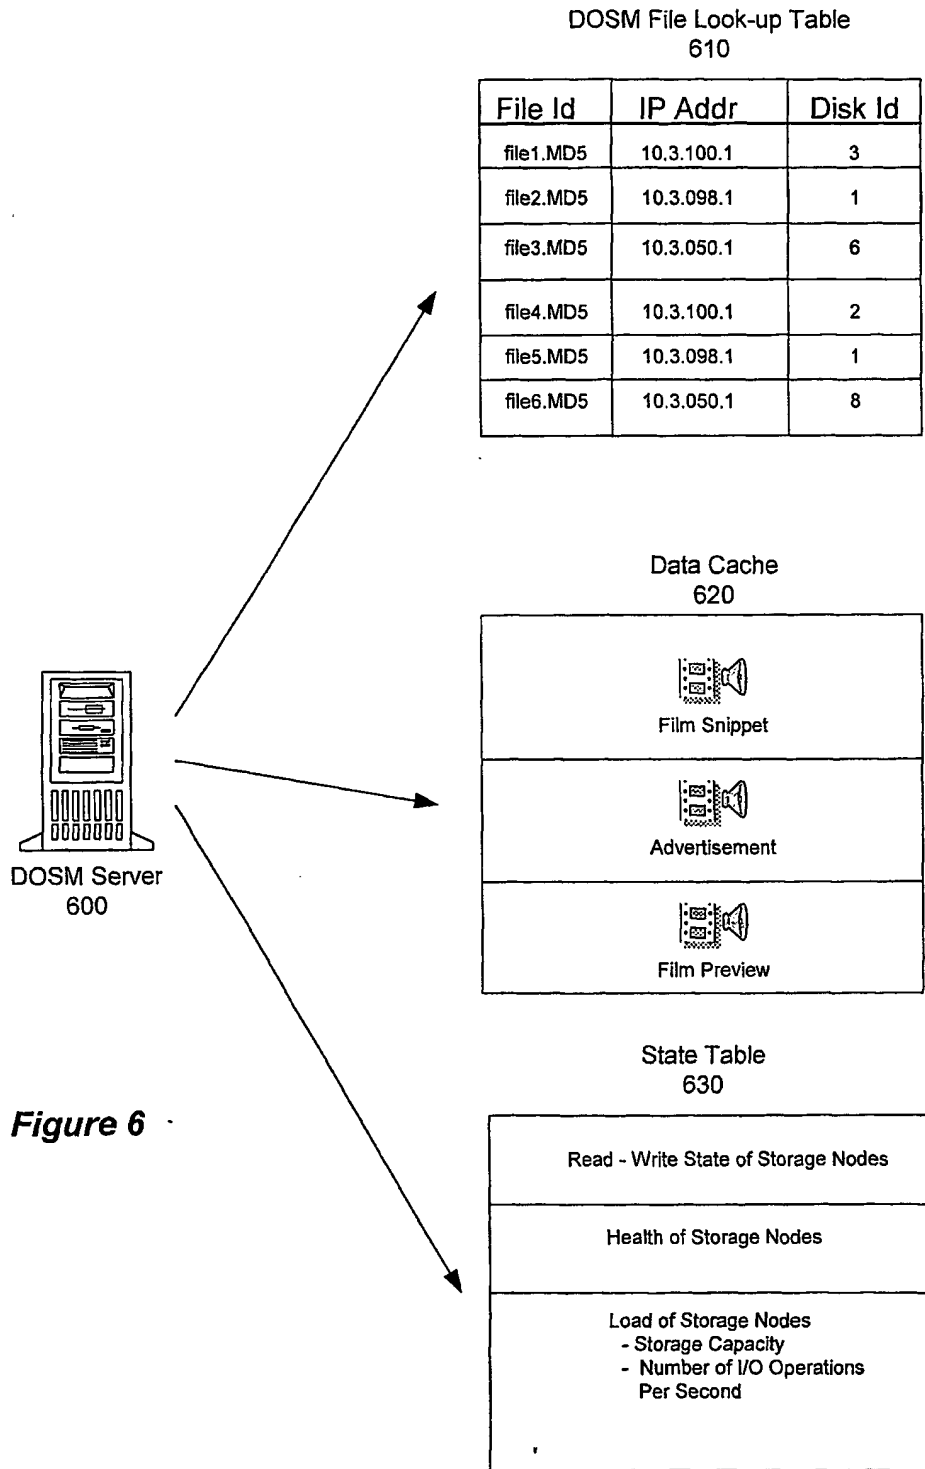 DOSM File Look-up Table
610
File Id IP Addr Disk Id
file1.MD5 10.3.100.1 3
file2.MD5 10.3.098.1 1
file3.MD5 10.3.050.1 6
file4.MD5 10.3.100.1 2
file5.MD5 10.3.098.1 1
file6.MD5 10.3.050.1 8
Data Cache
620
Film Snippet
Advertisement
Film Preview
DOSM Server
600
State Table
630
Read - Write State of Storage Nodes
Health of Storage Nodes
Load of Storage Nodes
- Storage Capacity
- Number of I/O Operations
Per Second
Figure 6